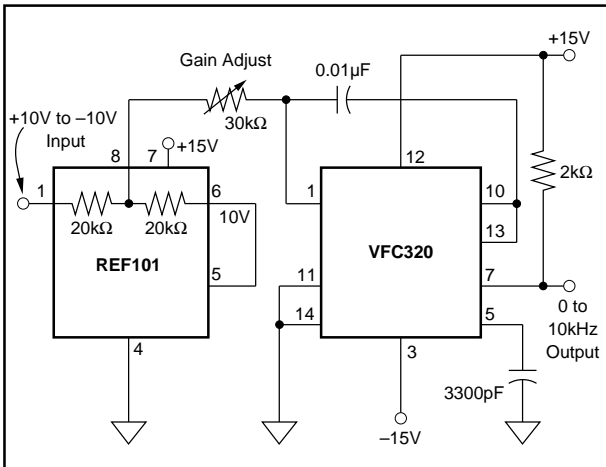 Gain Adjust
0.01µF
+15V
+10V to –10V
Input
30kΩ
8
7
+15V
12
2kΩ
1
6
1
10
20kΩ
20kΩ
10V
13
REF101
VFC320
5
11
7
14
5
0 to
10kHz
Output
4
3
3300pF
–15V